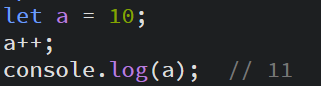 let a = 10;
a++;
console.log(a);  // 11